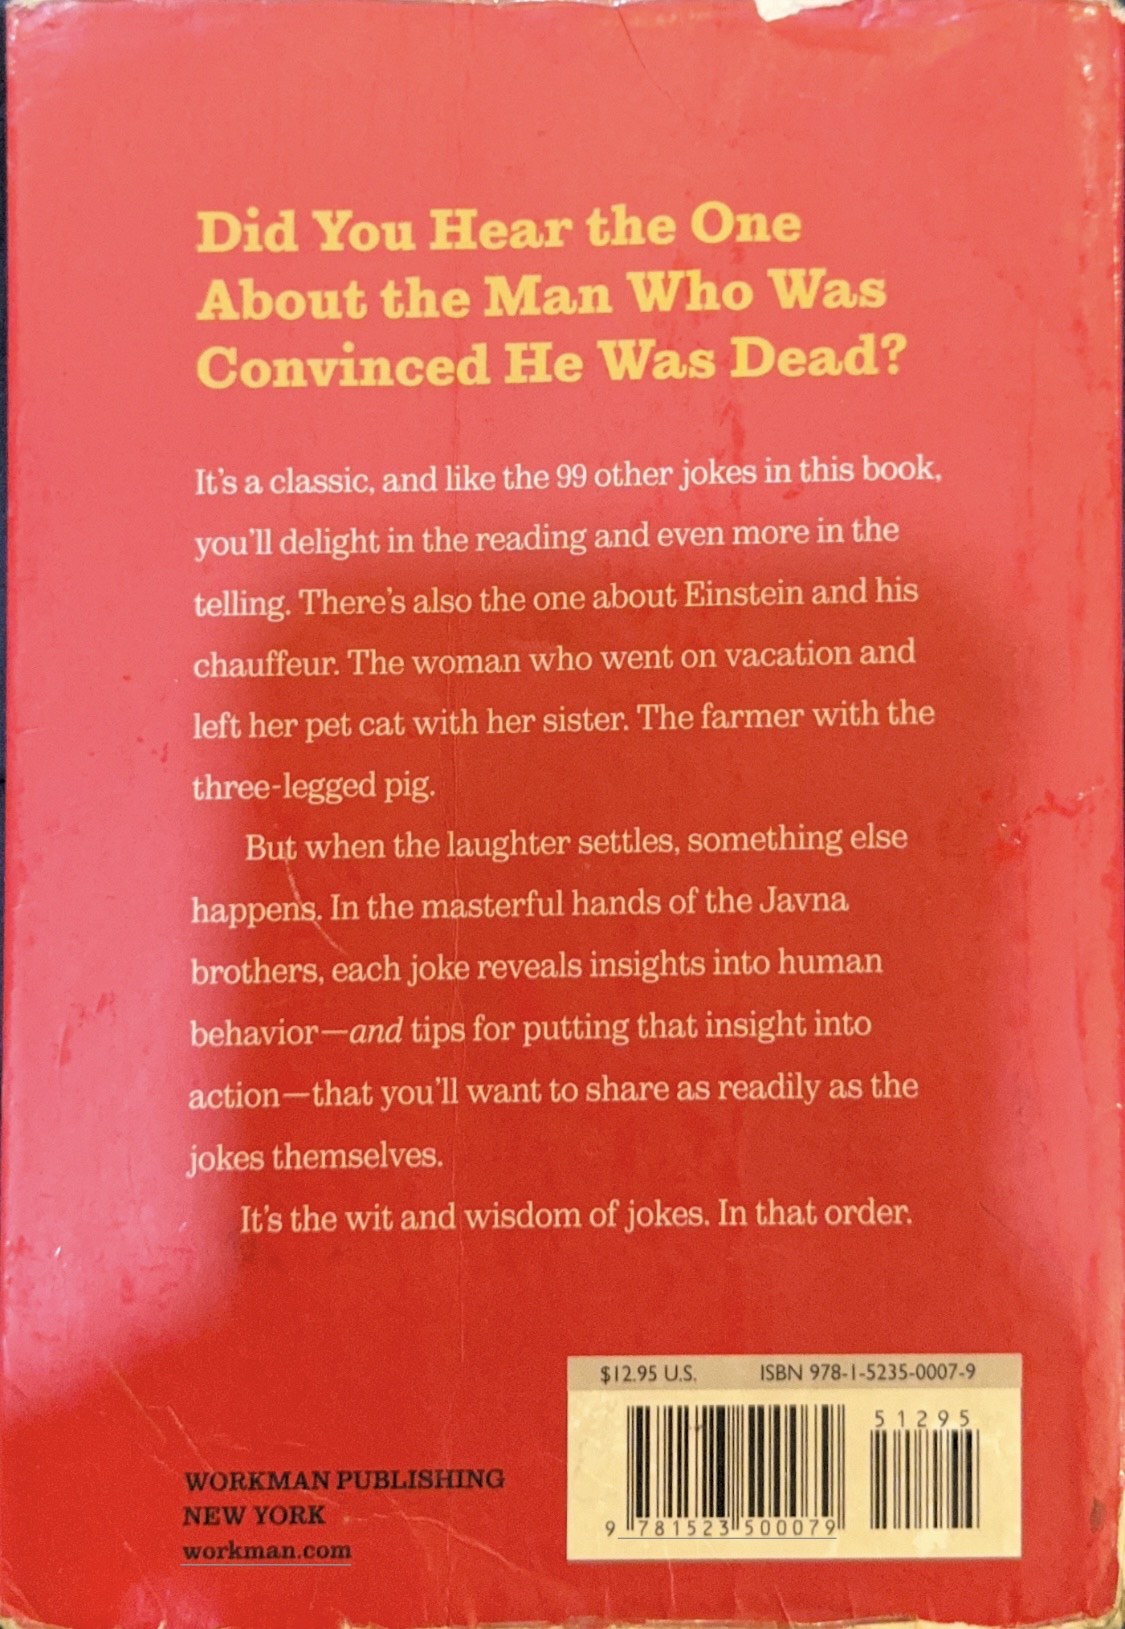 Did You Hear the One
About the Man Who Was
Convinced He Was Dead?
It's a classic, and like the 99 other jokes in this book,
you'll delight in the reading and even more in the
telling. There's also the one about Einstein and his
chauffeur. The woman who went on vacation and
left her pet cat with her sister. The farmer with the
three-legged pig.
But when the laughter settles, something else
happens. In the masterful hands of the Javna
brothers, each joke reveals insights into human
behavior—and tips for putting that insight into
action—that you'll want to share as readily as the
jokes themselves.
It's the wit and wisdom of jokes. In that order.
WORKMAN PUBLISHING
NEW YORK
workman.com
$12.95 U.S. ISBN 978-1-5235-0007-9
51295
9 781523 500079